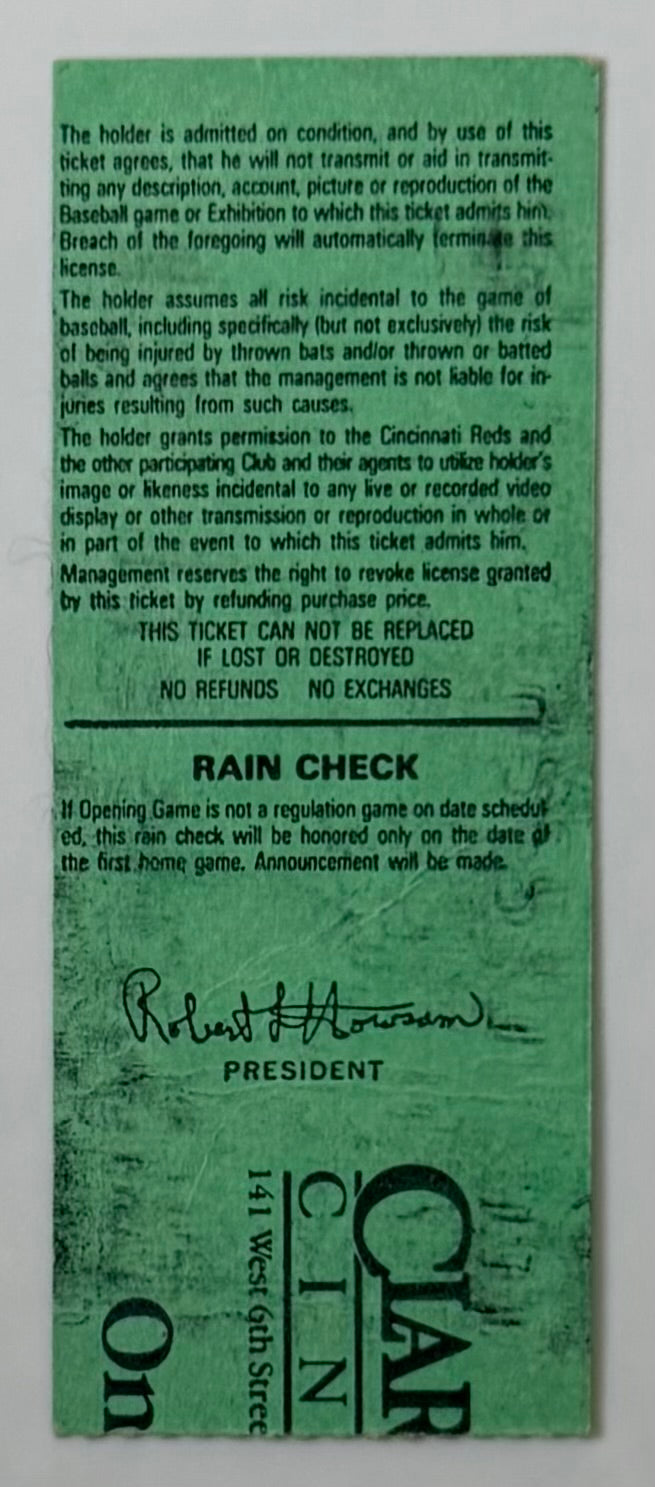 The holder is admitted on condition, and by use of this
ticket agrees, that he will not transmit or aid in transmit-
ting any description, account, picture or reproduction of the
Baseball game or Exhibition to which this ticket admits him.
Breach of the foregoing will automatically terminate this
license.
The holder assumes all risk incidental to the game of
baseball, including specifically (but not exclusively) the risk
of being injured by thrown bats and/or thrown or batted
balls and agrees that the management is not liable for in-
juries resulting from such causes.
The holder grants permission to the Cincinnati Reds and
the other participating Club and their agents to utilize holder's
image or likeness incidental to any live or recorded video
display or other transmission or reproduction in whole or
in part of the event to which this ticket admits him.
Management reserves the right to revoke license granted
by this ticket by refunding purchase price.
THIS TICKET CAN NOT BE REPLACED
IF LOST OR DESTROYED
NO REFUNDS NO EXCHANGES
RAIN CHECK
If Opening Game is not a regulation game on date schedul-
ed, this rain check will be honored only on the date of
the first home game. Announcement will be made.
Robert L Howsam
PRESIDENT
CLAR
CIN
141 West 6th Stree
On